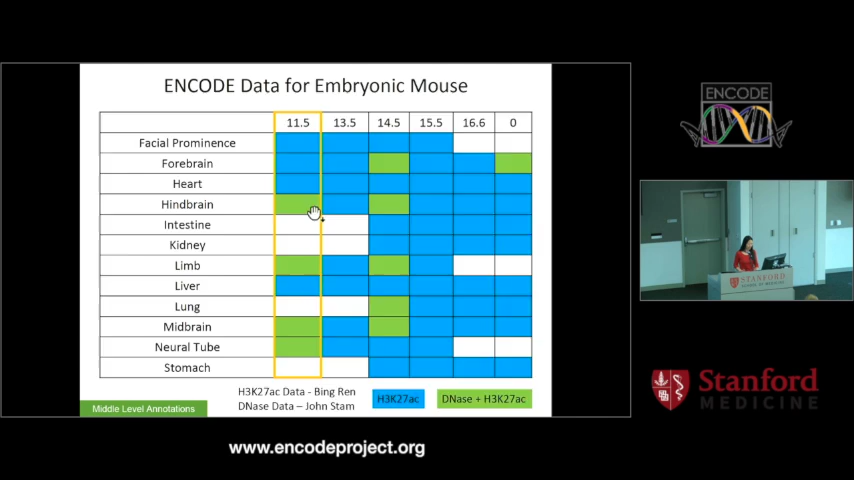 ENCODE Data for Embryonic Mouse
11.5 13.5 14.5 15.5 16.6 0
Facial Prominence
Forebrain
Heart
Hindbrain
Intestine
Kidney
Limb
Liver
Lung
Midbrain
Neural Tube
Stomach
H3K27ac Data - Bing Ren
DNase Data – John Stam
H3K27ac
DNase + H3K27ac
Middle Level Annotations
www.encodeproject.org
ENCODE
STANFORD
Stanford
MEDICINE